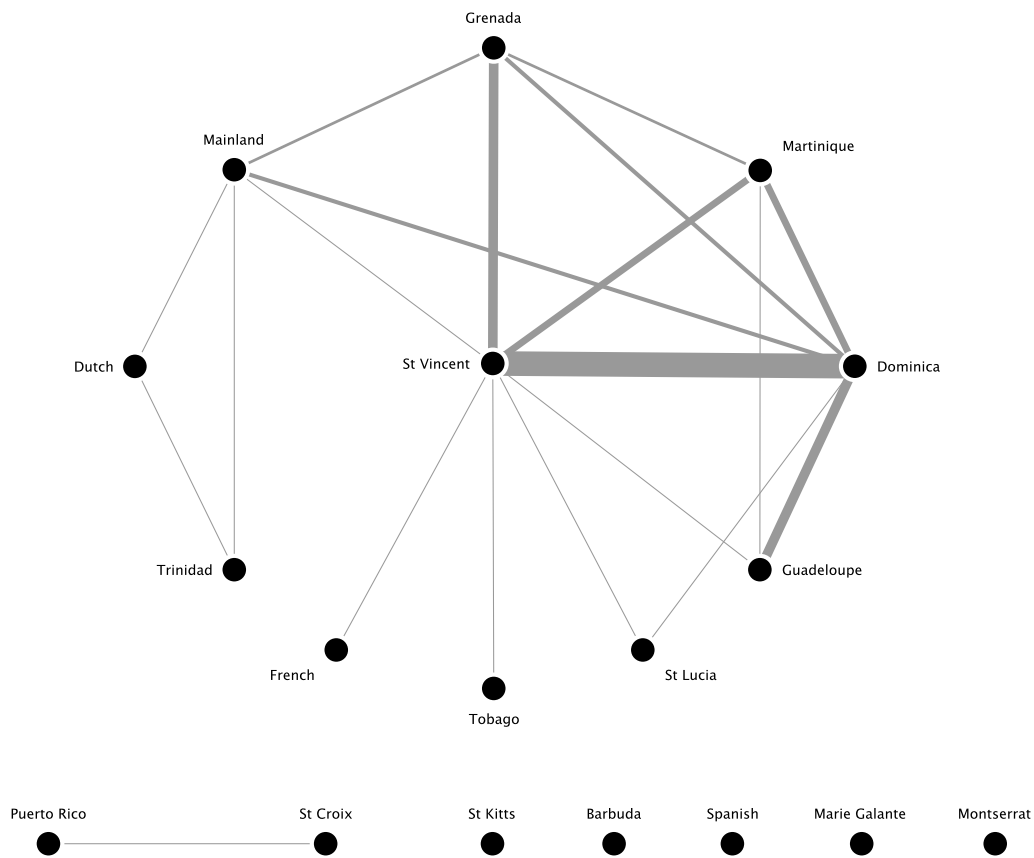 Grenada
Mainland
Martinique
Dutch
St Vincent
Dominica
Trinidad
Guadeloupe
French
St Lucia
Tobago
Puerto Rico
St Croix
St Kitts
Barbuda
Spanish
Marie Galante
Montserrat